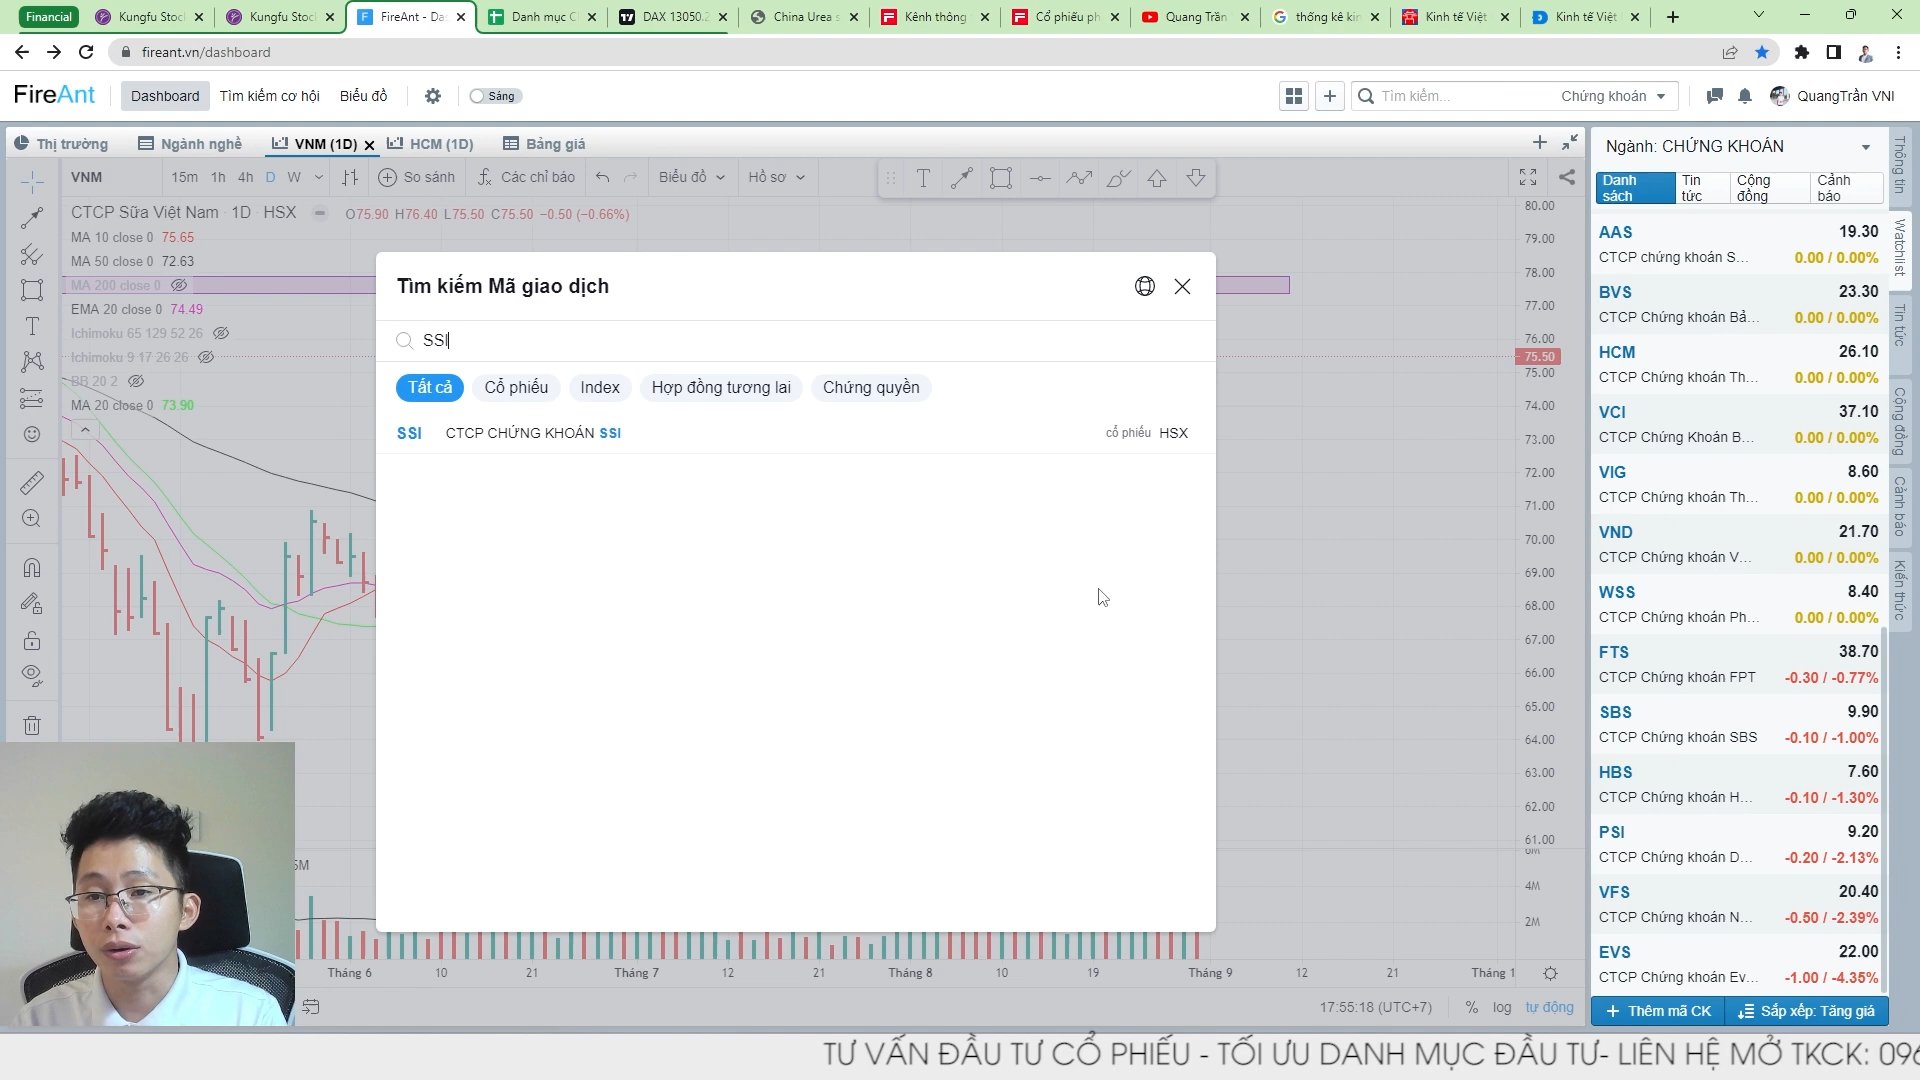 Financial
Kungfu Stoc
Kungfu Stoc
FireAnt - Da
Danh mục C
DAX 13050.
China Urea s
Kênh thông
Cổ phiếu ph
Quang Trần
thống kê kin
Kinh tế Việt
Kinh tế Việt
fireant.vn/dashboard
FireAnt
Dashboard
Tìm kiếm cơ hội
Biểu đồ
Sáng
Tìm kiếm...
Chứng khoán
QuangTrần VNI
Thị trường
Ngành nghề
VNM (1D)
HCM (1D)
Bảng giá
VNM
15m 1h 4h D W
So sánh
Các chỉ báo
Biểu đồ
Hồ sơ
CTCP Sữa Việt Nam · 1D · HSX
O75.90 H76.40 L75.50 C75.50 −0.50 (−0.66%)
MA 10 close 0 75.65
MA 50 close 0 72.63
MA 200 close 0
EMA 20 close 0 74.49
Ichimoku 65 129 52 26
Ichimoku 9 17 26 26
BB 20 2
MA 20 close 0 73.90
Tìm kiếm Mã giao dịch
SSI
Tất cả
Cổ phiếu
Index
Hợp đồng tương lai
Chứng quyền
SSI CTCP CHỨNG KHOÁN SSI cổ phiếu HSX
80.00
79.00
78.00
77.00
76.00
75.50
75.00
74.00
73.00
72.00
71.00
70.00
69.00
68.00
67.00
66.00
65.00
64.00
63.00
62.00
61.00
4M
2M
5M
Tháng 6 10 21 Tháng 7 12 21 Tháng 8 10 19 Tháng 9 12 21 Tháng 1
17:55:18 (UTC+7)
% log tự động
Ngành: CHỨNG KHOÁN
Danh sách
Tin tức
Cộng đồng
Cảnh báo
AAS 19.30
CTCP chứng khoán S... 0.00 / 0.00%
BVS 23.30
CTCP Chứng khoán Bả... 0.00 / 0.00%
HCM 26.10
CTCP Chứng khoán Th... 0.00 / 0.00%
VCI 37.10
CTCP Chứng Khoán B... 0.00 / 0.00%
VIG 8.60
CTCP Chứng khoán Th... 0.00 / 0.00%
VND 21.70
CTCP Chứng khoán V... 0.00 / 0.00%
WSS 8.40
CTCP Chứng khoán Ph... 0.00 / 0.00%
FTS 38.70
CTCP Chứng khoán FPT -0.30 / -0.77%
SBS 9.90
CTCP Chứng khoán SBS -0.10 / -1.00%
HBS 7.60
CTCP Chứng khoán H... -0.10 / -1.30%
PSI 9.20
CTCP Chứng khoán D... -0.20 / -2.13%
VFS 20.40
CTCP Chứng khoán N... -0.50 / -2.39%
EVS 22.00
CTCP Chứng khoán Ev... -1.00 / -4.35%
Thêm mã CK
Sắp xếp: Tăng giá
Thông tin
Watchlist
Tin tức
Cộng đồng
Cảnh báo
Kiến thức
TƯ VẤN ĐẦU TƯ CỔ PHIẾU - TỐI ƯU DANH MỤC ĐẦU TƯ- LIÊN HỆ MỞ TKCK: 096